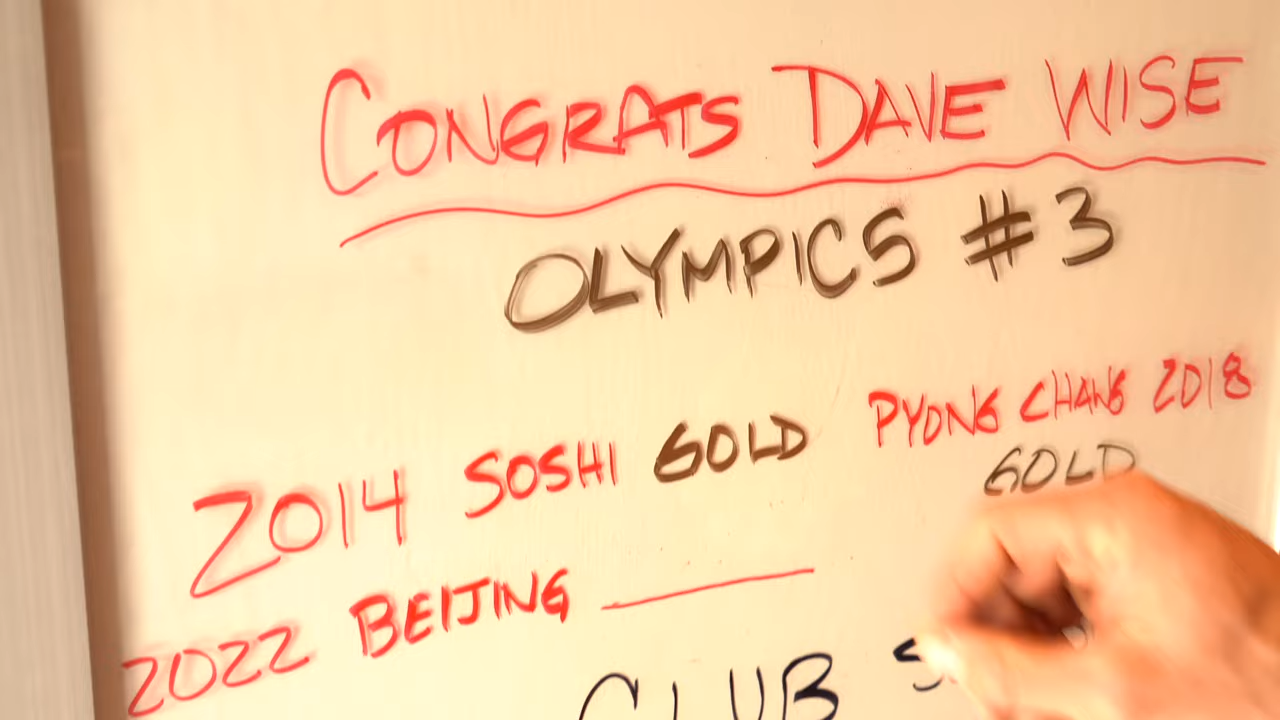 CONGRATS DAVE WISE
OLYMPICS #3
2014 SOSHI GOLD
PYONG CHANG 2018
GOLD
2022 BEIJING
CLUB